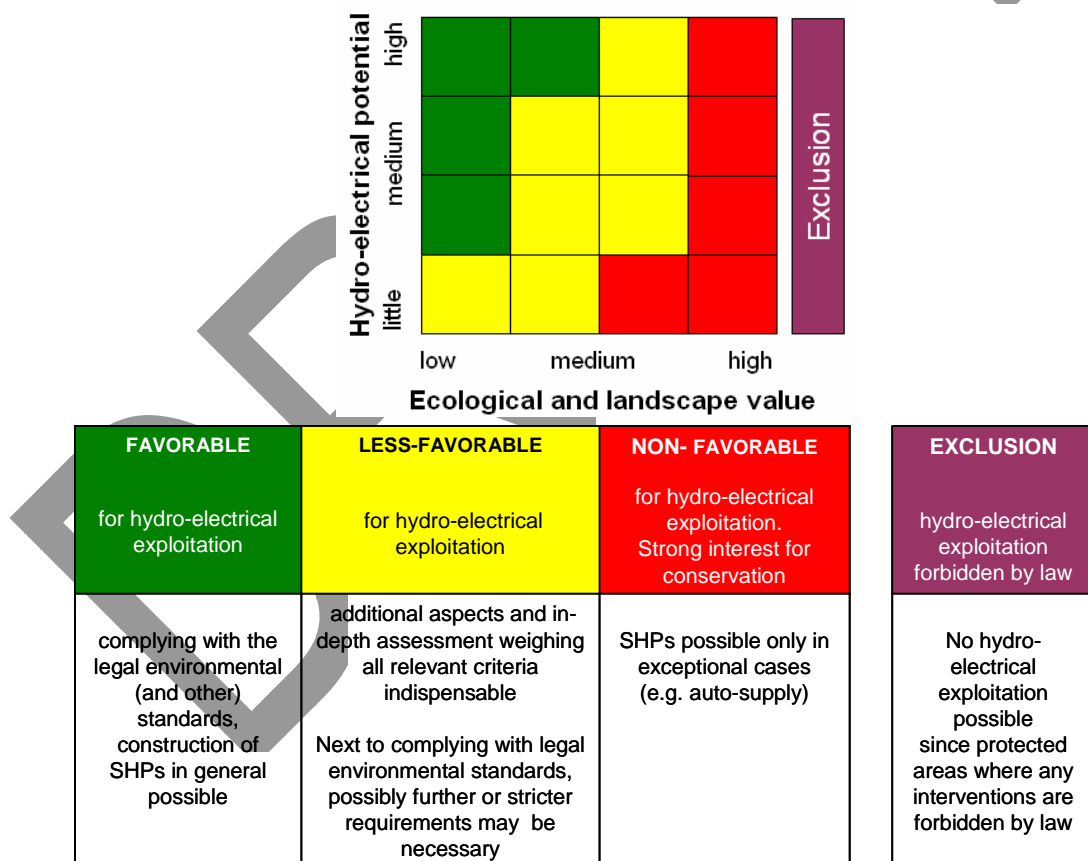 Hydro-electrical potential
high
medium
little
Exclusion
low medium high
Ecological and landscape value
FAVORABLE
for hydro-electrical
exploitation
complying with the
legal environmental
(and other)
standards,
construction of
SHPs in general
possible
LESS-FAVORABLE
for hydro-electrical
exploitation
additional aspects and in-
depth assessment weighing
all relevant criteria
indispensable
Next to complying with legal
environmental standards,
possibly further or stricter
requirements may be
necessary
NON- FAVORABLE
for hydro-electrical
exploitation.
Strong interest for
conservation
SHPs possible only in
exceptional cases
(e.g. auto-supply)
EXCLUSION
hydro-electrical
exploitation
forbidden by law
No hydro-
electrical
exploitation
possible
since protected
areas where any
interventions are
forbidden by law